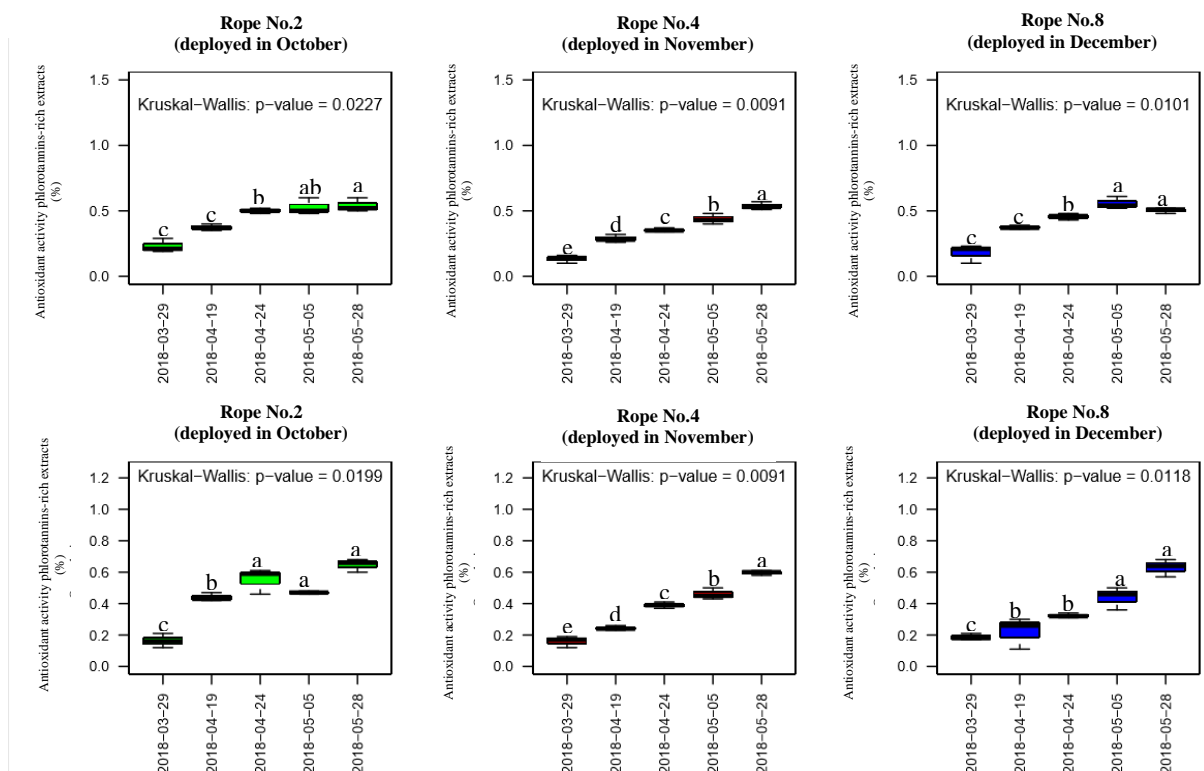 Rope No.2
(deployed in October)
Antioxidant activity phlorotannins-rich extracts
(%)
1.5
1.0
0.5
0.0
Kruskal−Wallis: p−value = 0.0227
c
c
b
ab
a
2018−03−29
2018−04−19
2018−04−24
2018−05−05
2018−05−28
Rope No.4
(deployed in November)
Antioxidant activity phlorotannins-rich extracts
(%)
1.5
1.0
0.5
0.0
Kruskal−Wallis: p−value = 0.0091
e
d
c
b
a
2018−03−29
2018−04−19
2018−04−24
2018−05−05
2018−05−28
Rope No.8
(deployed in December)
Antioxidant activity phlorotannins-rich extracts
(%)
1.5
1.0
0.5
0.0
Kruskal−Wallis: p−value = 0.0101
c
c
b
a
a
2018−03−29
2018−04−19
2018−04−24
2018−05−05
2018−05−28
Rope No.2
(deployed in October)
Antioxidant activity phlorotannins-rich extracts
(%)
1.2
1.0
0.8
0.6
0.4
0.2
0.0
Kruskal−Wallis: p−value = 0.0199
c
b
a
a
a
2018−03−29
2018−04−19
2018−04−24
2018−05−05
2018−05−28
Rope No.4
(deployed in November)
Antioxidant activity phlorotannins-rich extracts
(%)
1.2
1.0
0.8
0.6
0.4
0.2
0.0
Kruskal−Wallis: p−value = 0.0091
e
d
c
b
a
2018−03−29
2018−04−19
2018−04−24
2018−05−05
2018−05−28
Rope No.8
(deployed in December)
Antioxidant activity phlorotannins-rich extracts
(%)
1.2
1.0
0.8
0.6
0.4
0.2
0.0
Kruskal−Wallis: p−value = 0.0118
c
b
b
a
a
2018−03−29
2018−04−19
2018−04−24
2018−05−05
2018−05−28